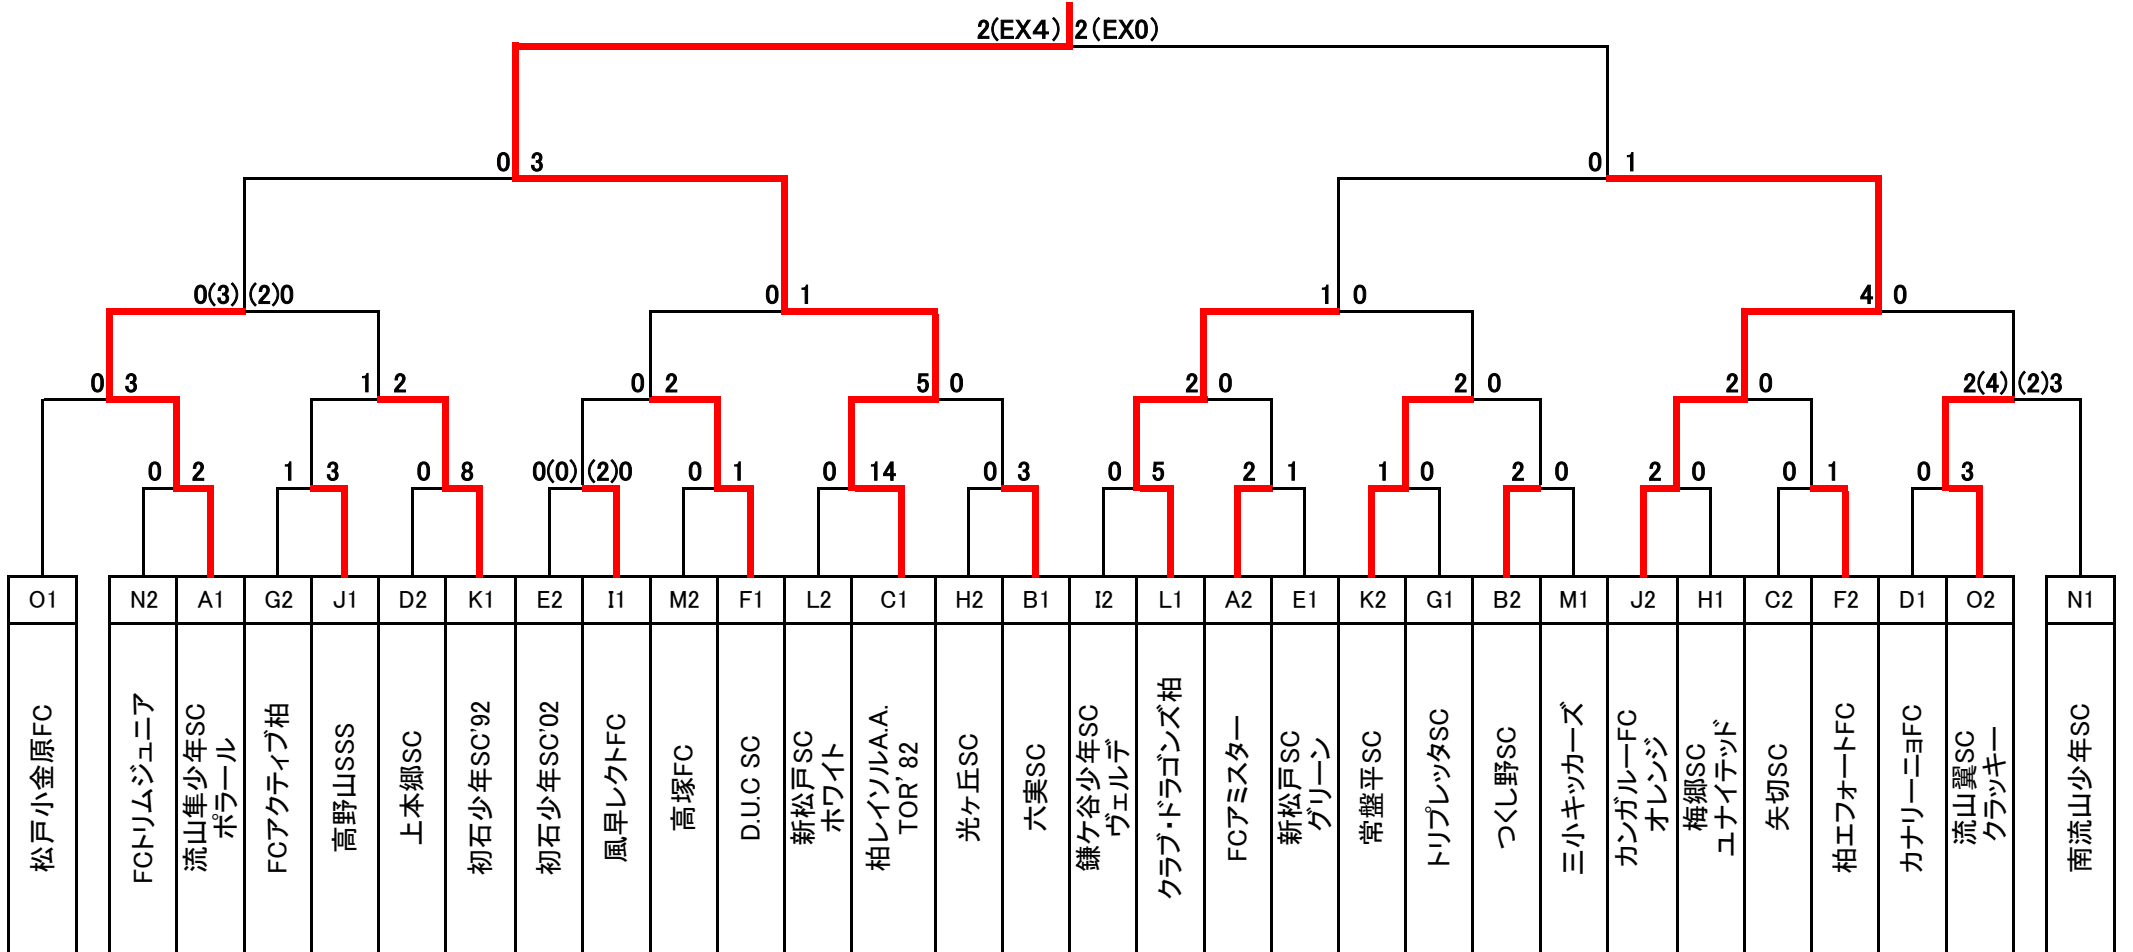 2(EX4) 2(EX0)
0 3 0 1
0(3) (2)0 0 1 1 0 4 0
0 3 1 2 0 2 5 0 2 0 2 0 2 0 2(4) (2)3
0 2 1 3 0 8 0(0) (2)0 0 1 0 14 0 3 0 5 2 1 1 0 2 0 2 0 0 1 0 3
O1 N2 A1 G2 J1 D2 K1 E2 I1 M2 F1 L2 C1 H2 B1 I2 L1 A2 E1 K2 G1 B2 M1 J2 H1 C2 F2 D1 O2 N1
松戸小金原FC
FCトリムジュニア
流山隼少年SC
ポラール
FCアクティブ柏
高野山SSS
上本郷SC
初石少年SC'92
初石少年SC'02
風早レクトFC
高塚FC
D.U.C SC
新松戸SC
ホワイト
柏レイソルA.A.
TOR’82
光ヶ丘SC
六実SC
鎌ケ谷少年SC
ヴェルデ
クラブ・ドラゴンズ柏
FCアミスター
新松戸SC
グリーン
常盤平SC
トリプレッタSC
つくし野SC
三小キッカーズ
カンガルーFC
オレンジ
梅郷SC
ユナイテッド
矢切SC
柏エフォートFC
カナリーニョFC
流山翼SC
クラッキー
南流山少年SC